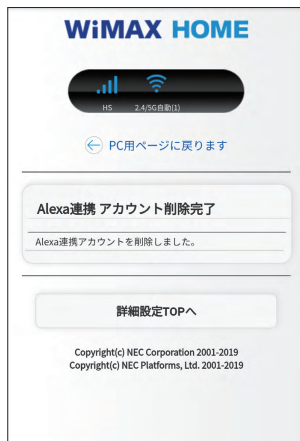 WiMAX HOME
HS 2.4/5G自動(1)
PC用ページに戻ります
Alexa連携 アカウント削除完了
Alexa連携アカウントを削除しました。
詳細設定TOPへ
Copyright(c) NEC Corporation 2001-2019
Copyright(c) NEC Platforms, Ltd. 2001-2019